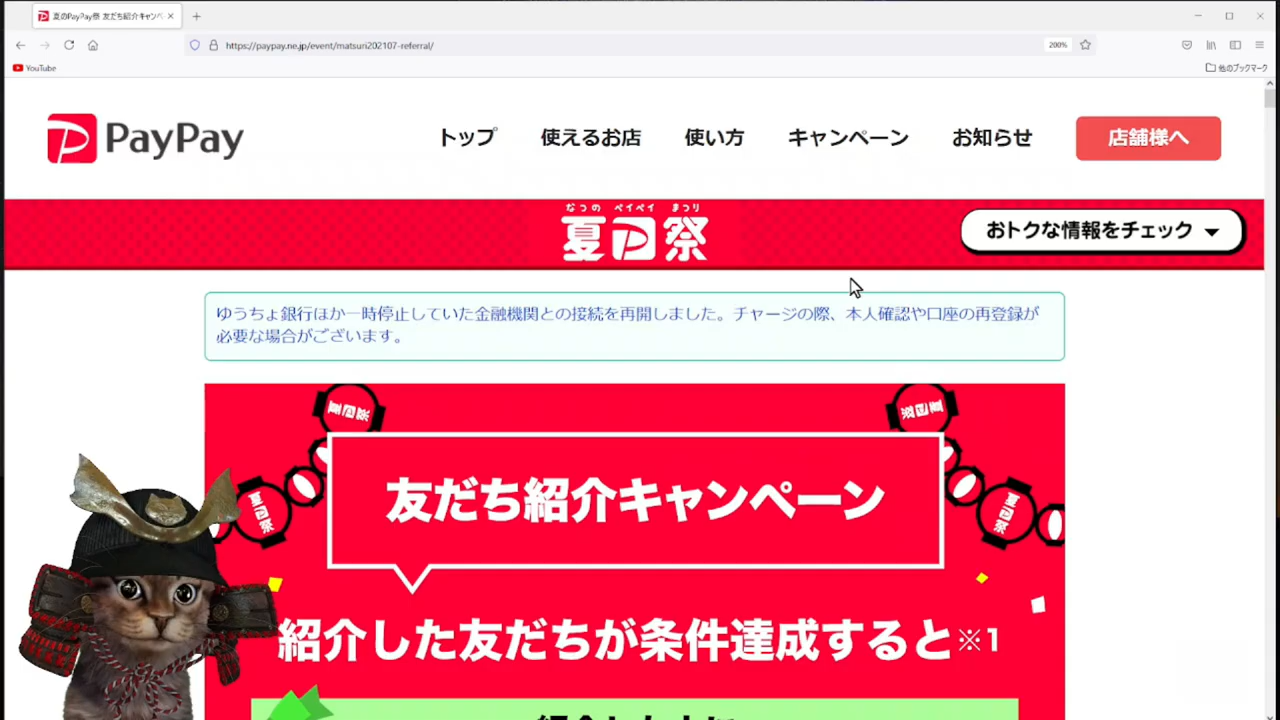 夏のPayPay祭 友だち紹介キャンペ
https://paypay.ne.jp/event/matsuri202107-referral/
200%
YouTube
他のブックマーク
PayPay
トップ
使えるお店
使い方
キャンペーン
お知らせ
店舗様へ
なつの ペイペイ まつり
夏 祭
おトクな情報をチェック
ゆうちょ銀行ほか一時停止していた金融機関との接続を再開しました。チャージの際、本人確認や口座の再登録が
必要な場合がございます。
友だち紹介キャンペーン
紹介した友だちが条件達成すると※1